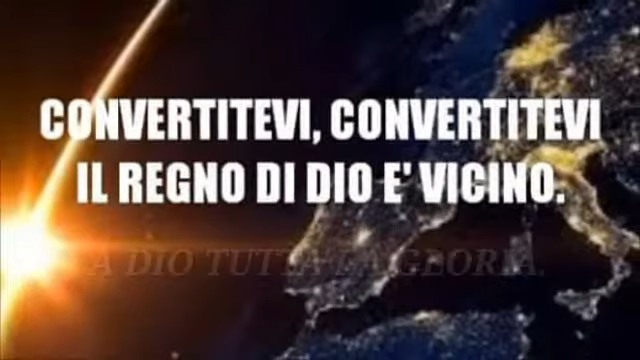 CONVERTITEVI, CONVERTITEVI
IL REGNO DI DIO E' VICINO.
A DIO TUTTA LA GLORIA.